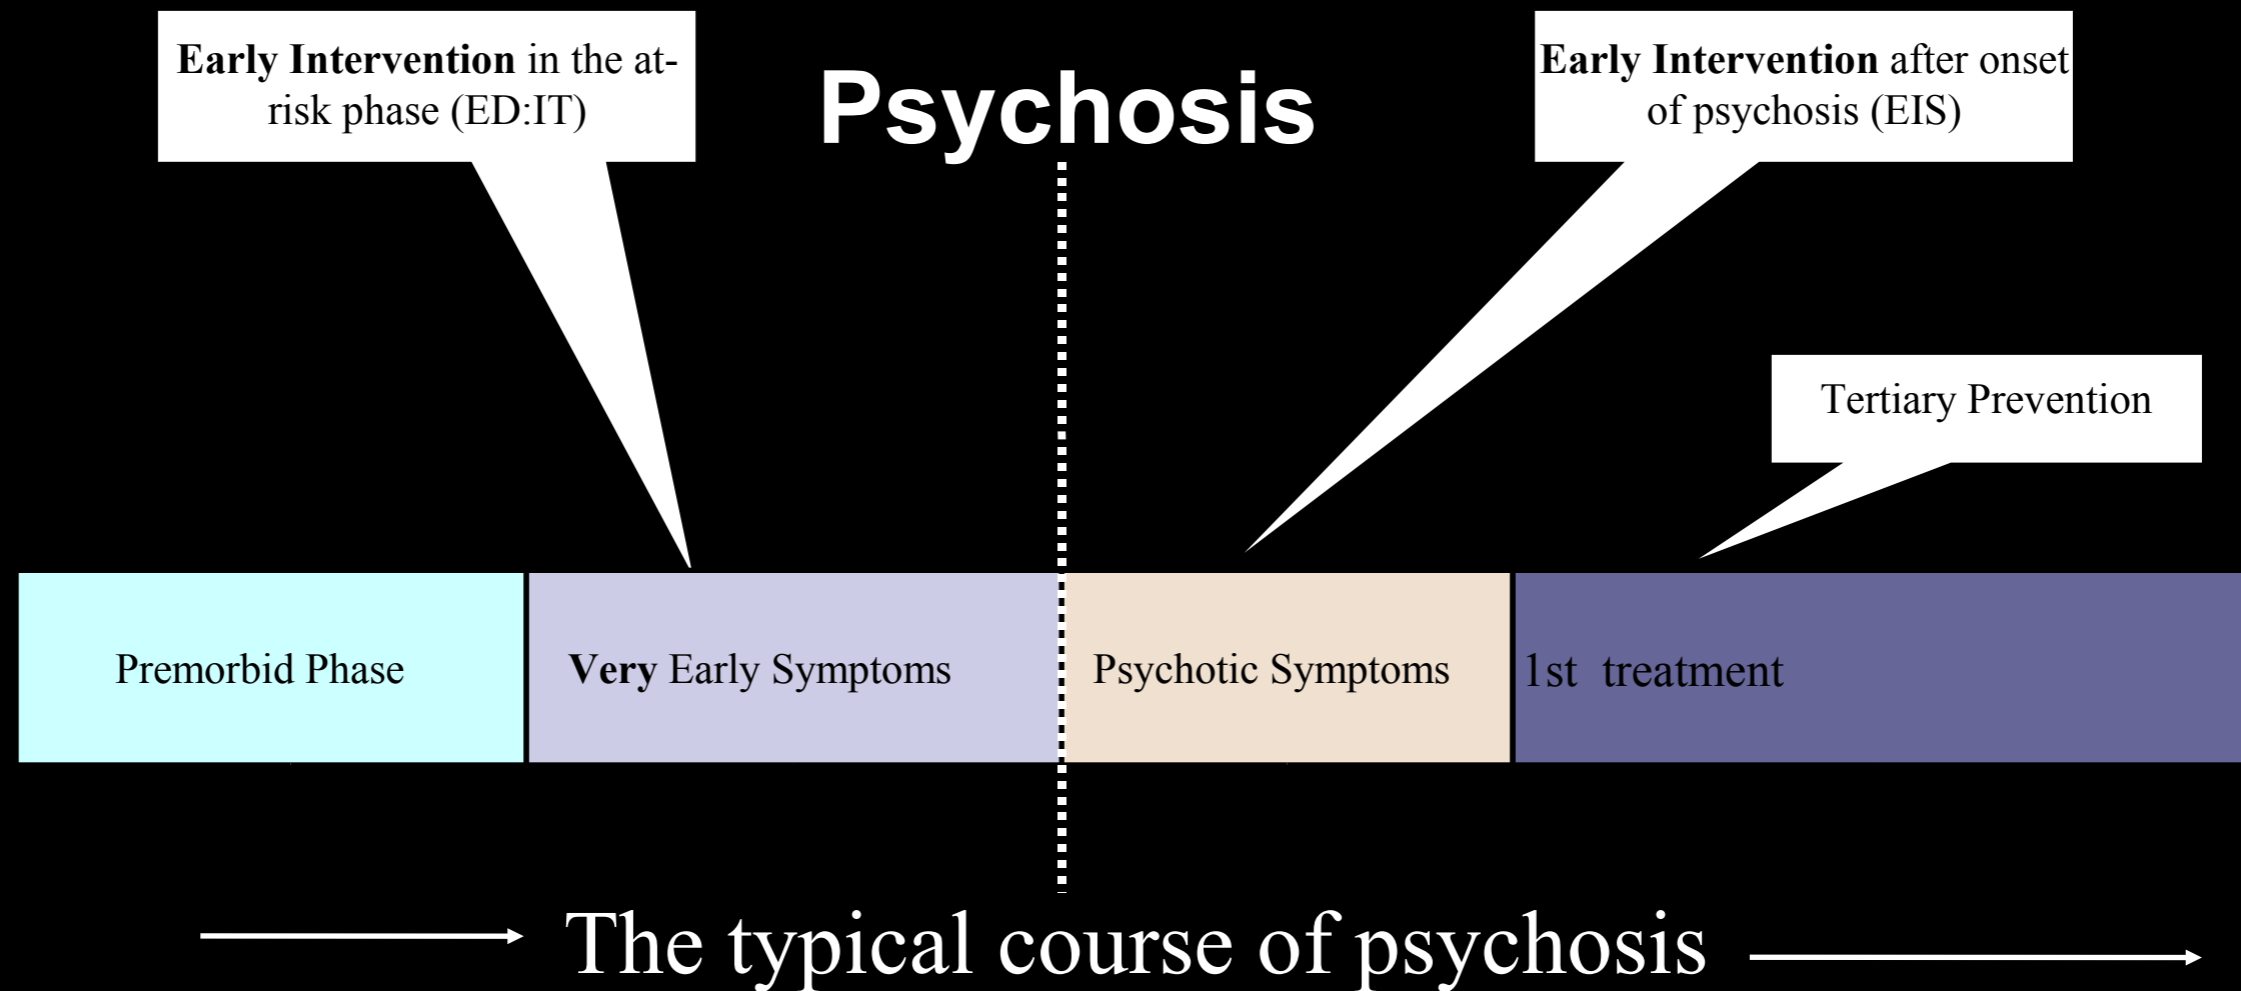 Early Intervention in the at-
risk phase (ED:IT)
Psychosis
Early Intervention after onset
of psychosis (EIS)
Tertiary Prevention
Premorbid Phase
Very Early Symptoms
Psychotic Symptoms
1st treatment
The typical course of psychosis